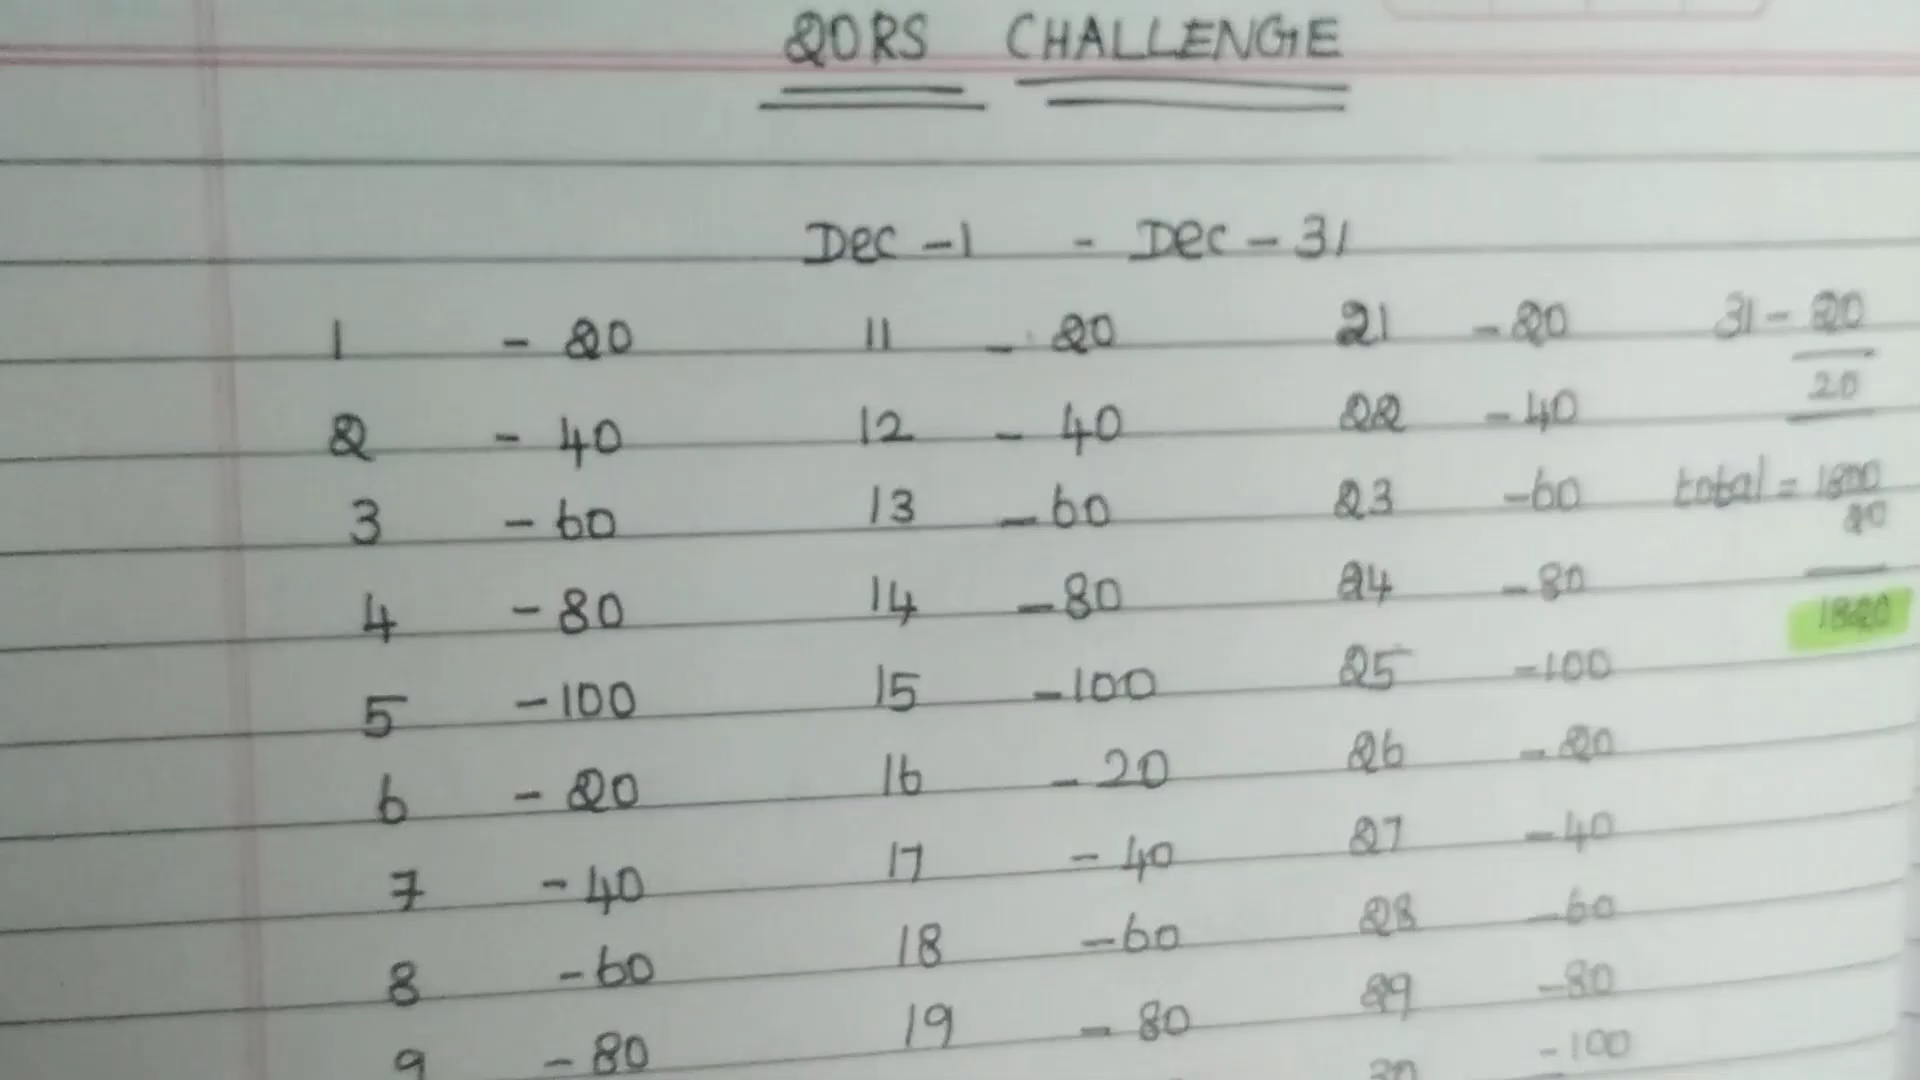 20RS CHALLENGE
Dec - 1 - Dec - 31
1 - 20 11 - 20 21 - 20 31 - 20
20
2 - 40 12 - 40 22 - 40
3 - 60 13 - 60 23 - 60 total = 1800
20
4 - 80 14 - 80 24 - 80
1820
5 - 100 15 - 100 25 - 100
6 - 20 16 - 20 26 - 20
7 - 40 17 - 40 27 - 40
8 - 60 18 - 60 28 - 60
9 - 80 19 - 80 29 - 80
30 - 100